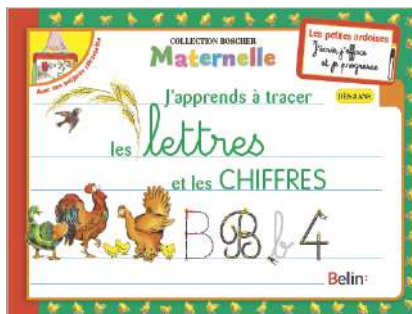 COLLECTION BOSCHER
Maternelle
Les petites ardoises
J'écris, j'efface
et je progresse
J'apprends à tracer
DÈS 3 ANS
les lettres
et les CHIFFRES
B B b 4
Belin: